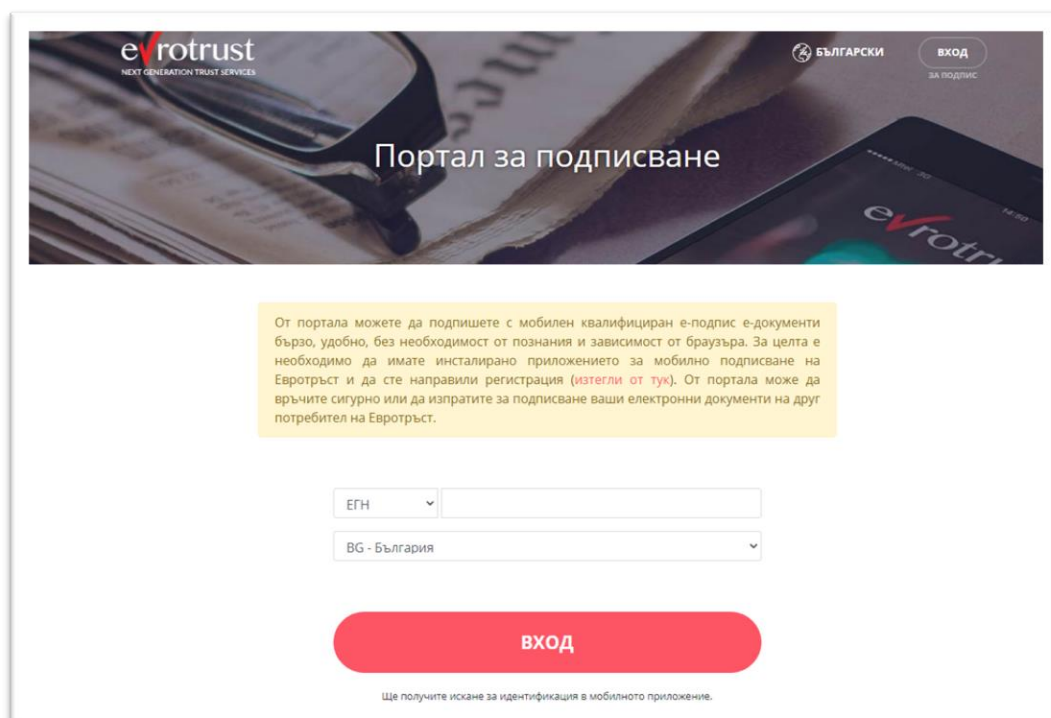 evrotrust
NEXT GENERATION TRUST SERVICES
БЪЛГАРСКИ
ВХОД
ЗА ПОДПИС
Портал за подписване
14:50
evrotru
От портала можете да подпишете с мобилен квалифициран е-подпис е-документи
бързо, удобно, без необходимост от познания и зависимост от браузъра. За целта е
необходимо да имате инсталирано приложението за мобилно подписване на
Евротръст и да сте направили регистрация (изтегли от тук). От портала може да
връчите сигурно или да изпратите за подписване ваши електронни документи на друг
потребител на Евротръст.
ЕГН
BG - България
ВХОД
Ще получите искане за идентификация в мобилното приложение.